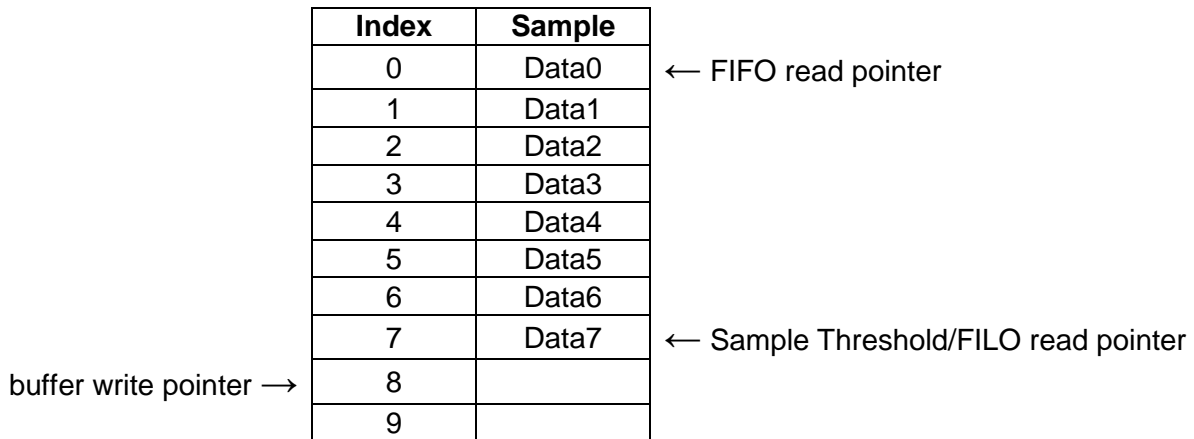 Index Sample
0 Data0 ← FIFO read pointer
1 Data1
2 Data2
3 Data3
4 Data4
5 Data5
6 Data6
7 Data7 ← Sample Threshold/FILO read pointer
buffer write pointer → 8
9